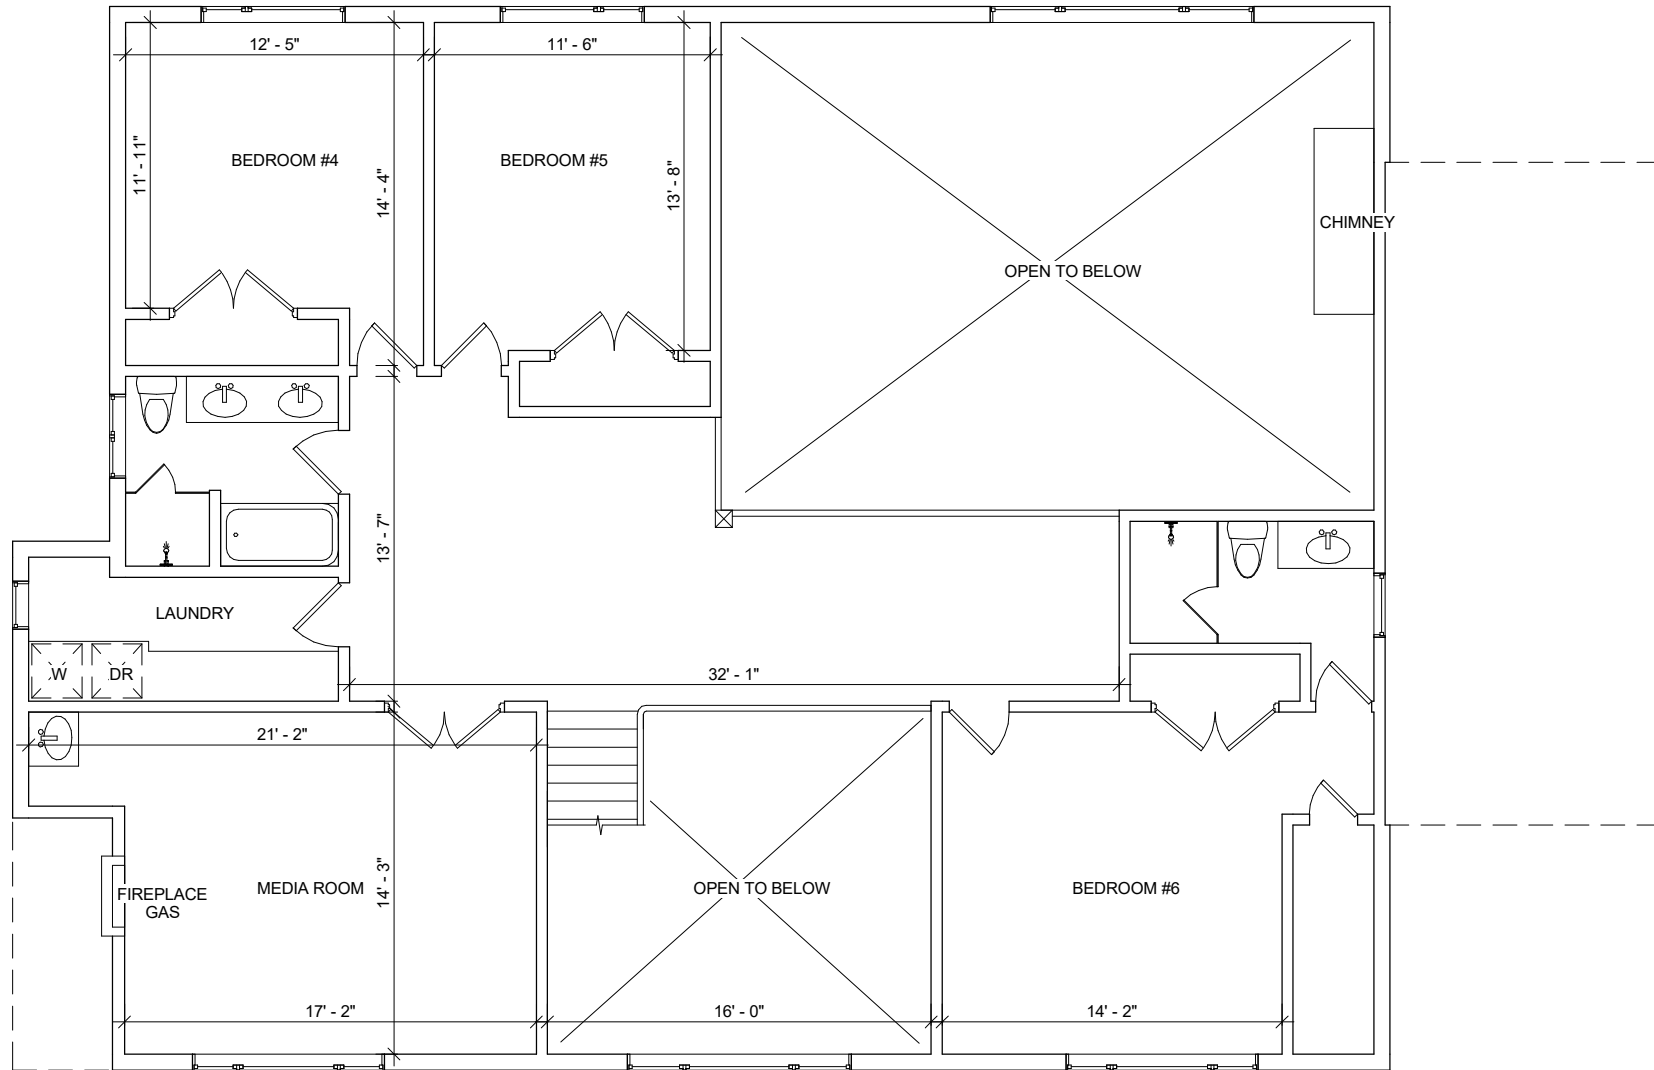 12' - 5"
11' - 6"
11' - 11"
BEDROOM #4
14' - 4"
BEDROOM #5
13' - 8"
CHIMNEY
OPEN TO BELOW
13' - 7"
LAUNDRY
W
DR
32' - 1"
21' - 2"
FIREPLACE
GAS
MEDIA ROOM
14' - 3"
OPEN TO BELOW
BEDROOM #6
17' - 2"
16' - 0"
14' - 2"